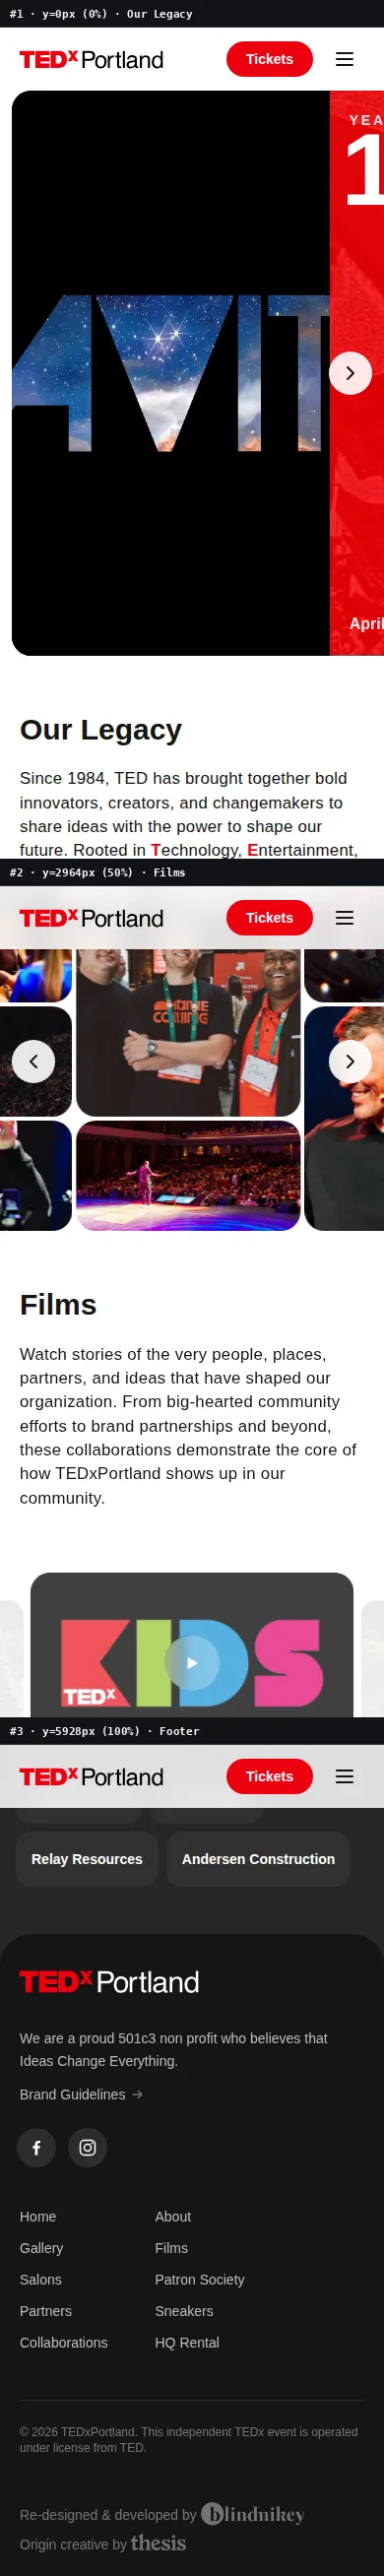 #1 · y=0px (0%) · Our Legacy
TEDx Portland
Tickets
YEA
1
April
Our Legacy
Since 1984, TED has brought together bold
innovators, creators, and changemakers to
share ideas with the power to shape our
future. Rooted in Technology, Entertainment,
#2 · y=2964px (50%) · Films
TEDx Portland
Tickets
Films
Watch stories of the very people, places,
partners, and ideas that have shaped our
organization. From big-hearted community
efforts to brand partnerships and beyond,
these collaborations demonstrate the core of
how TEDxPortland shows up in our
community.
KIDS
TEDx
#3 · y=5928px (100%) · Footer
TEDx Portland
Tickets
Relay Resources
Andersen Construction
TEDx Portland
We are a proud 501c3 non profit who believes that
Ideas Change Everything.
Brand Guidelines →
Home
About
Gallery
Films
Salons
Patron Society
Partners
Sneakers
Collaborations
HQ Rental
© 2026 TEDxPortland. This independent TEDx event is operated
under license from TED.
Re-designed & developed by blindmikey
Origin creative by thesis